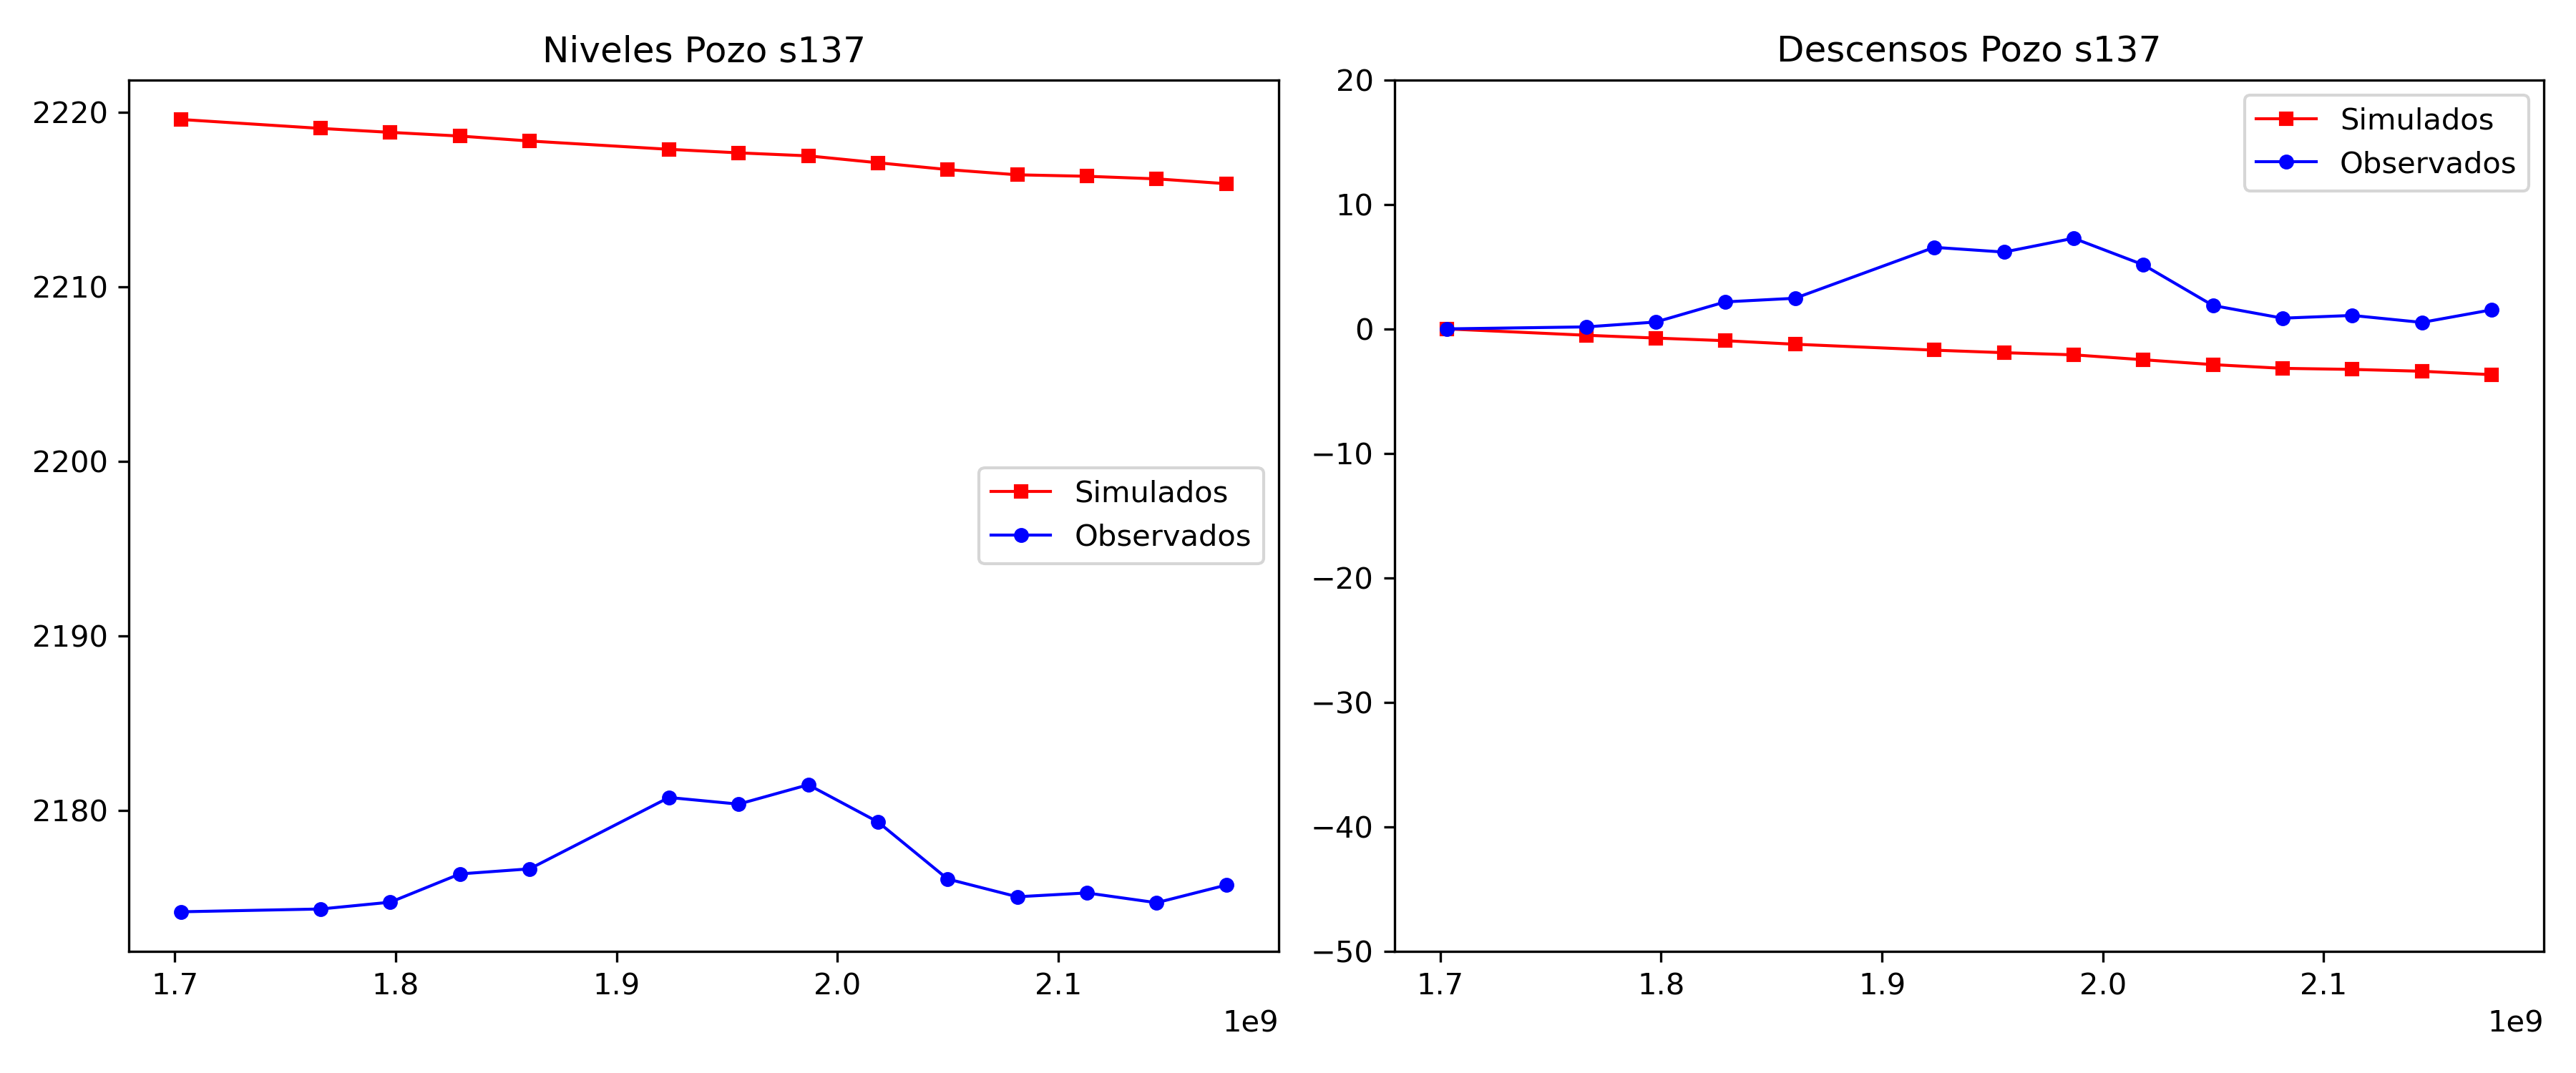 Niveles Pozo s137
2220
2210
2200
2190
2180
Simulados
Observados
1.7 1.8 1.9 2.0 2.1
1e9
Descensos Pozo s137
20
10
0
−10
−20
−30
−40
−50
Simulados
Observados
1.7 1.8 1.9 2.0 2.1
1e9